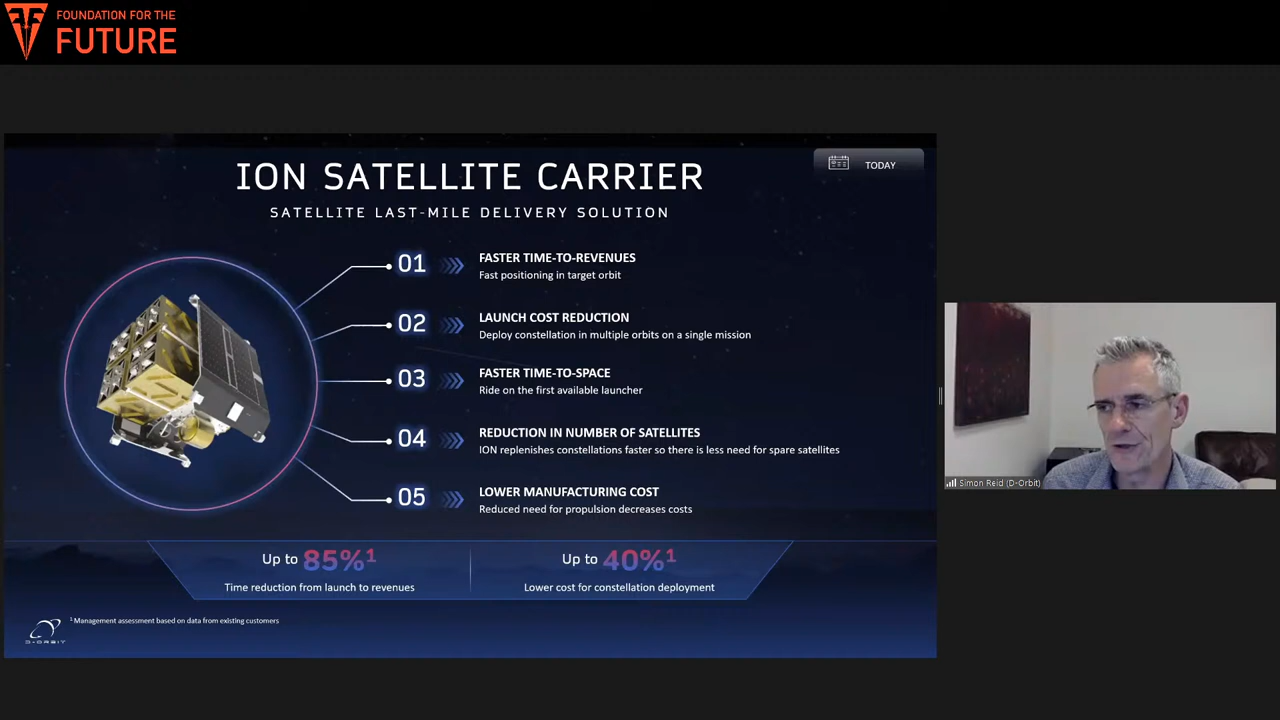 FOUNDATION FOR THE
FUTURE
ION SATELLITE CARRIER
TODAY
SATELLITE LAST-MILE DELIVERY SOLUTION
01
FASTER TIME-TO-REVENUES
Fast positioning in target orbit
02
LAUNCH COST REDUCTION
Deploy constellation in multiple orbits on a single mission
03
FASTER TIME-TO-SPACE
Ride on the first available launcher
04
REDUCTION IN NUMBER OF SATELLITES
ION replenishes constellations faster so there is less need for spare satellites
05
LOWER MANUFACTURING COST
Reduced need for propulsion decreases costs
Up to 85%¹
Time reduction from launch to revenues
Up to 40%¹
Lower cost for constellation deployment
¹ Management assessment based on data from existing customers
D-ORBIT
Simon Reid (D-Orbit)